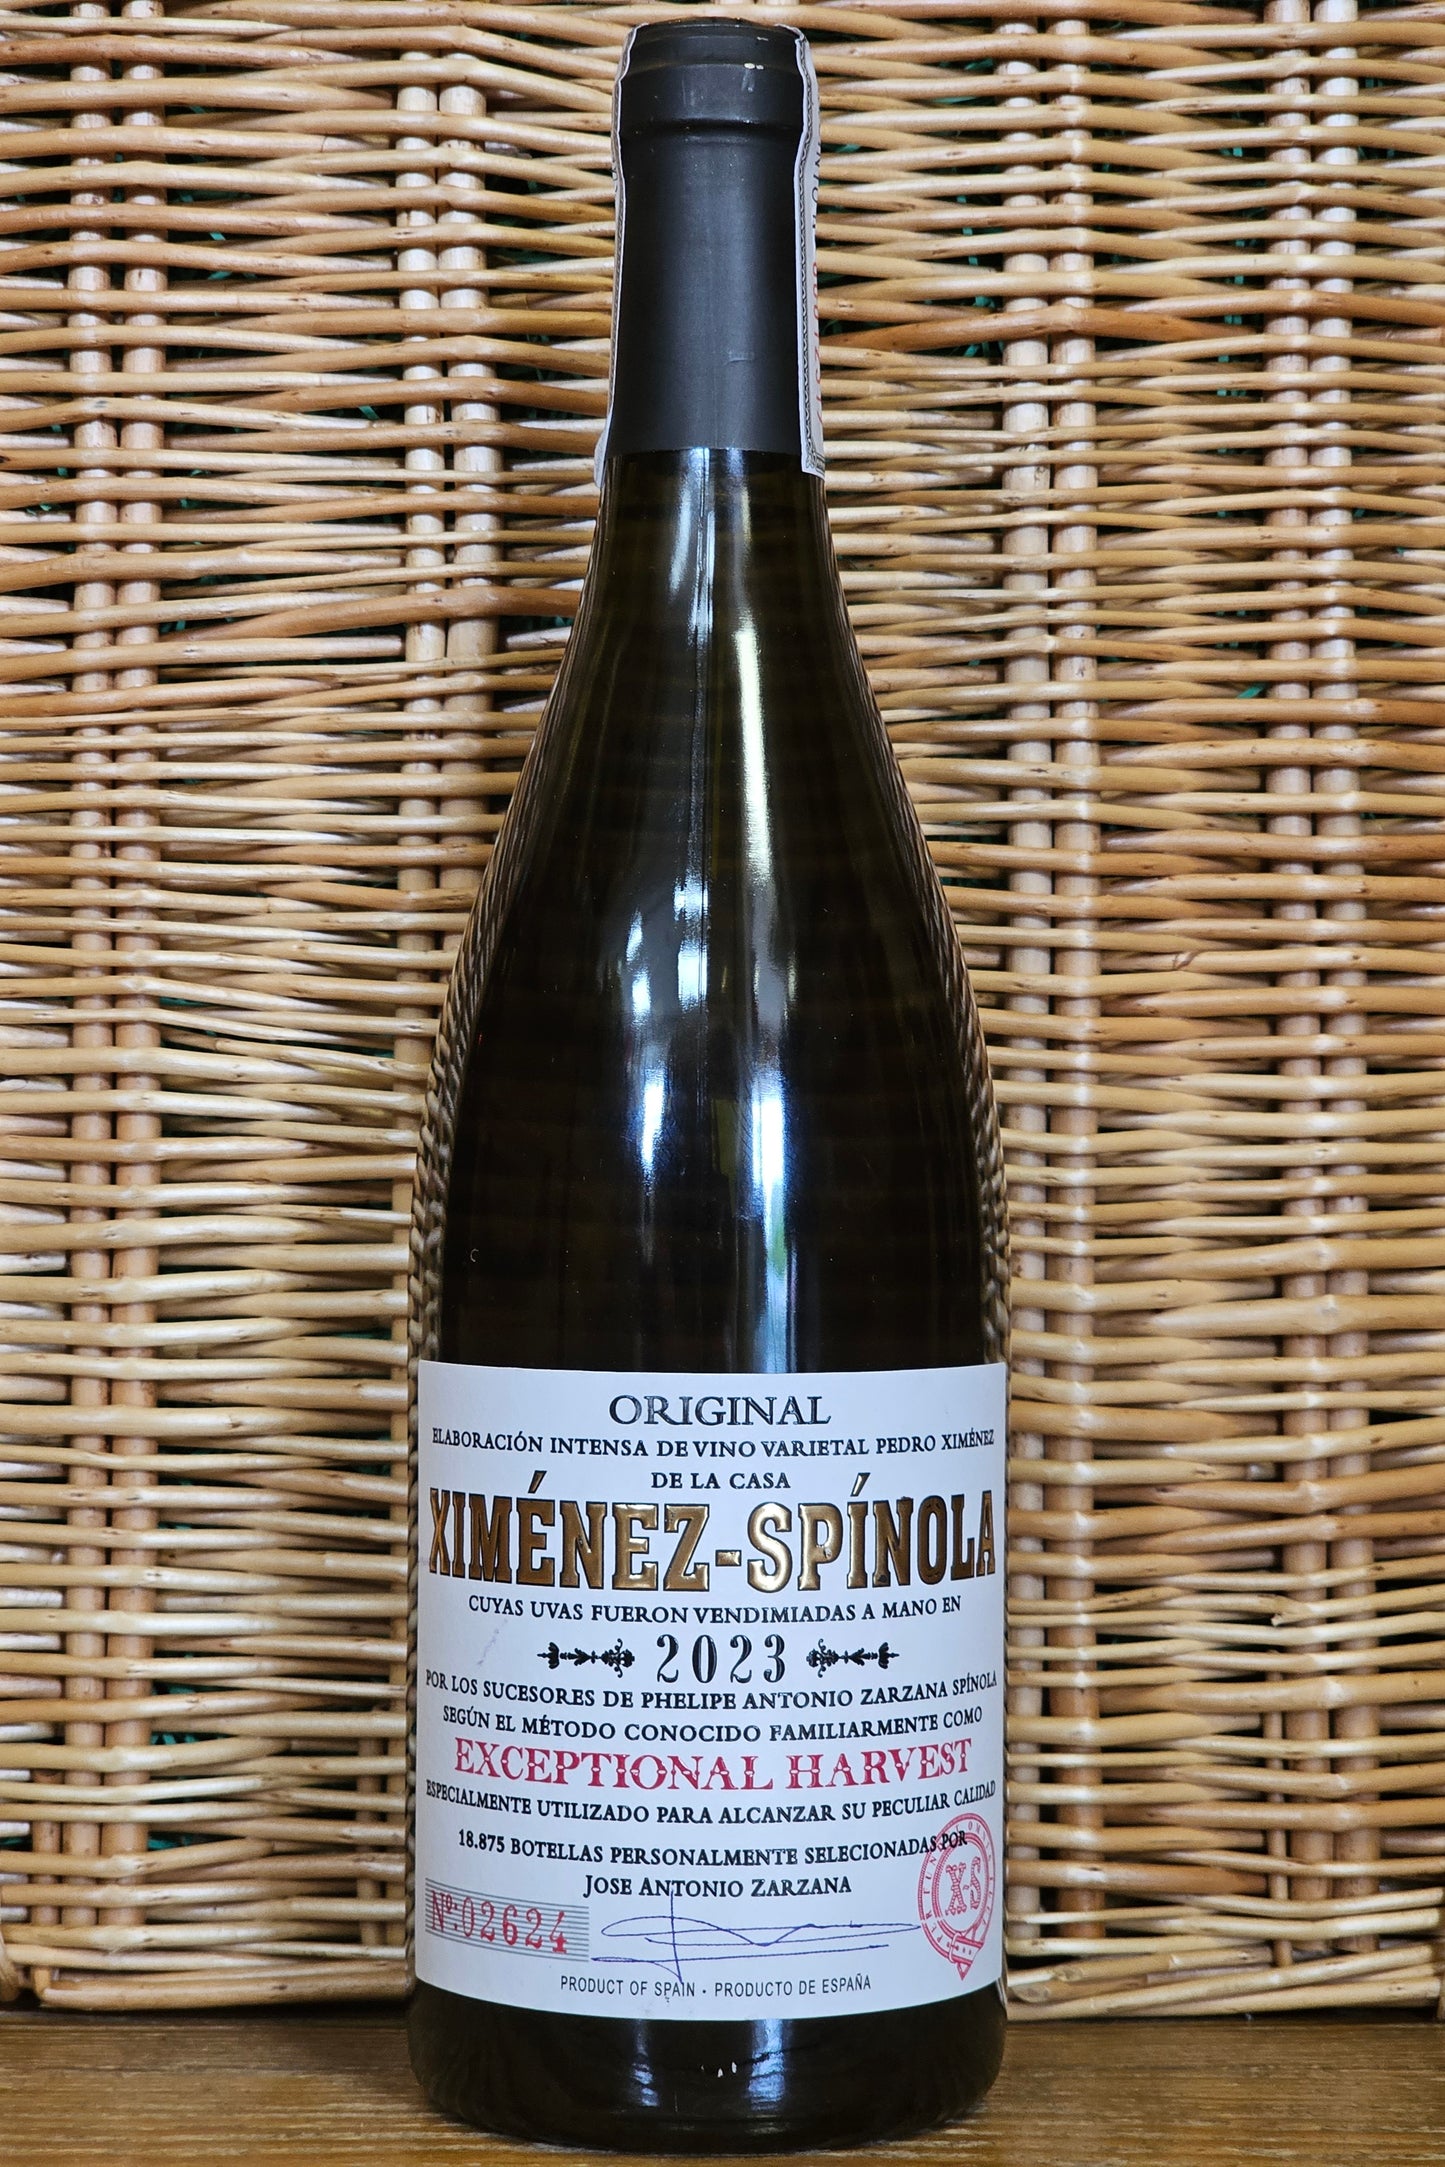 ORIGINAL
ELABORACIÓN INTENSA DE VINO VARIETAL PEDRO XIMÉNEZ
DE LA CASA
XIMÉNEZ-SPÍNOLA
CUYAS UVAS FUERON VENDIMIADAS A MANO EN
2023
POR LOS SUCESORES DE PHELIPE ANTONIO ZARZANA SPÍNOLA
SEGÚN EL MÉTODO CONOCIDO FAMILIARMENTE COMO
EXCEPTIONAL HARVEST
ESPECIALMENTE UTILIZADO PARA ALCANZAR SU PECULIAR CALIDAD
18.875 BOTELLAS PERSONALMENTE SELECCIONADAS POR
JOSE ANTONIO ZARZANA
Nº:02624
X-S
PRODUCT OF SPAIN - PRODUCTO DE ESPAÑA